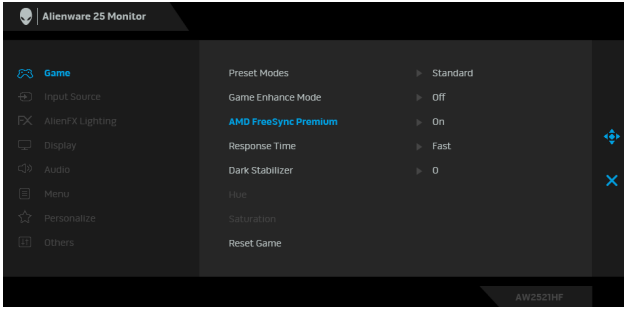 Alienware 25 Monitor
Game
Input Source
AlienFX Lighting
Display
Audio
Menu
Personalize
Others
Preset Modes Standard
Game Enhance Mode Off
AMD FreeSync Premium On
Response Time Fast
Dark Stabilizer 0
Hue
Saturation
Reset Game
AW2521HF